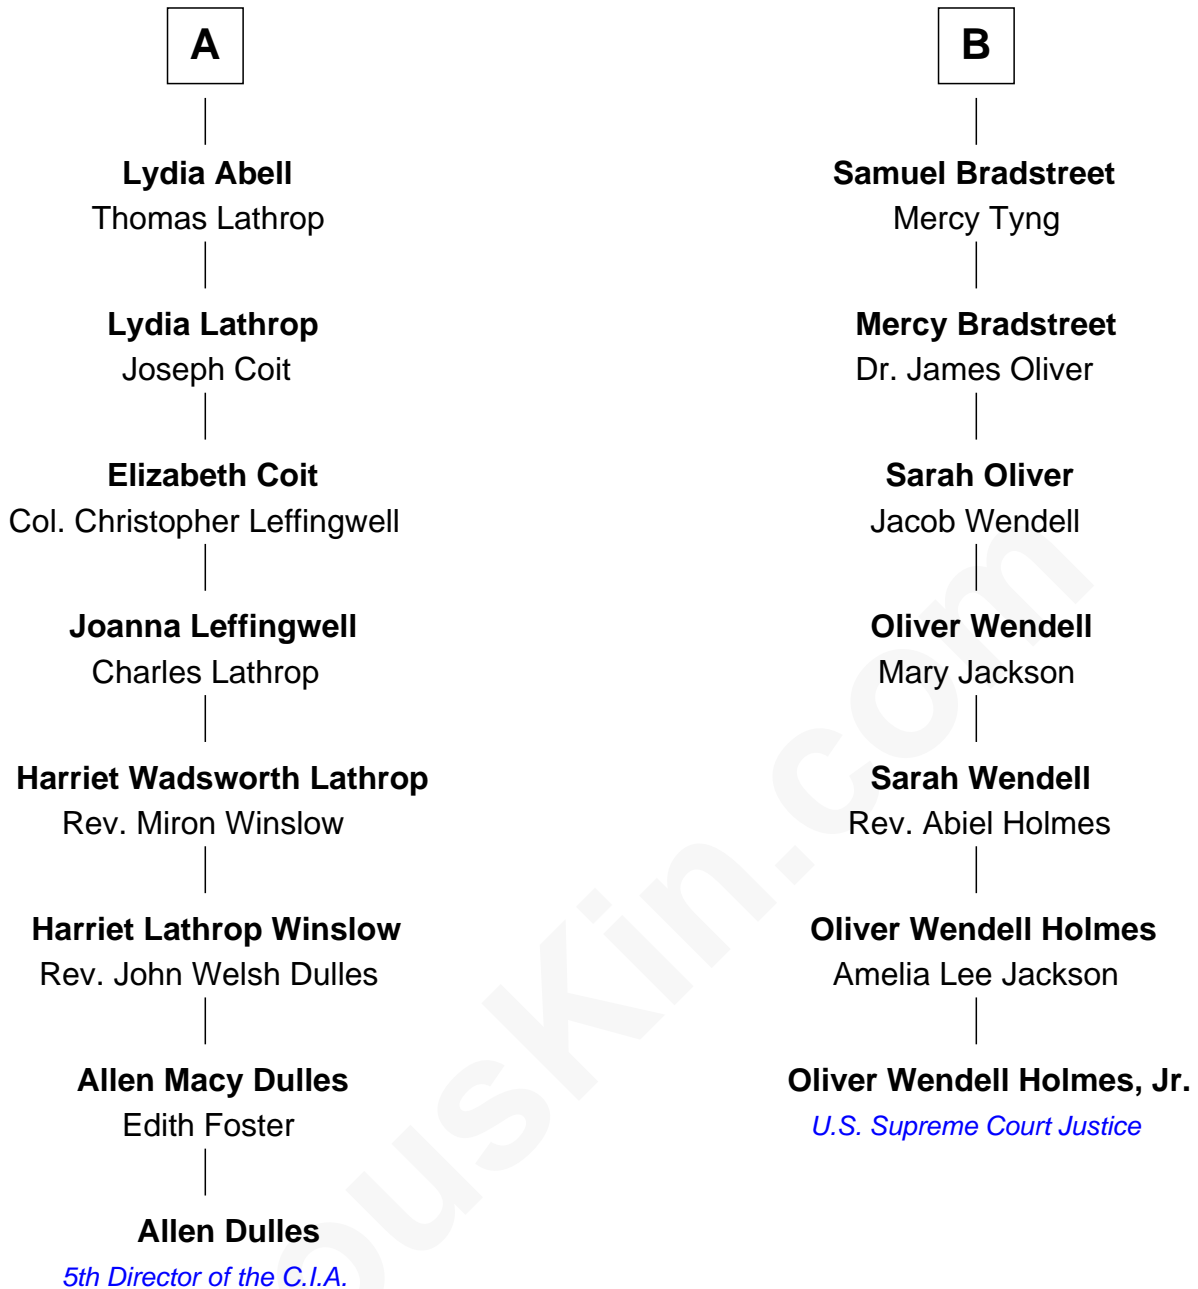 A
Lydia Abell
Thomas Lathrop
Lydia Lathrop
Joseph Coit
Elizabeth Coit
Col. Christopher Leffingwell
Joanna Leffingwell
Charles Lathrop
Harriet Wadsworth Lathrop
Rev. Miron Winslow
Harriet Lathrop Winslow
Rev. John Welsh Dulles
Allen Macy Dulles
Edith Foster
Allen Dulles
5th Director of the C.I.A.
B
Samuel Bradstreet
Mercy Tyng
Mercy Bradstreet
Dr. James Oliver
Sarah Oliver
Jacob Wendell
Oliver Wendell
Mary Jackson
Sarah Wendell
Rev. Abiel Holmes
Oliver Wendell Holmes
Amelia Lee Jackson
Oliver Wendell Holmes, Jr.
U.S. Supreme Court Justice
ousKin.com